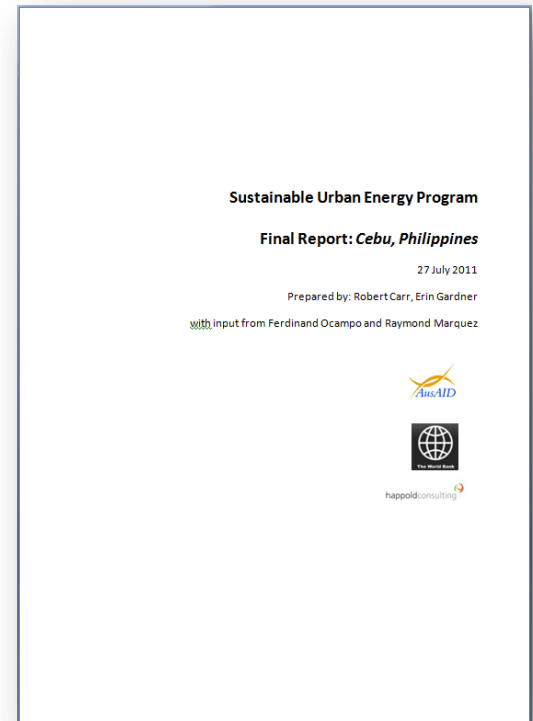 Sustainable Urban Energy Program
Final Report: Cebu, Philippines
27 July 2011
Prepared by: Robert Carr, Erin Gardner
with input from Ferdinand Ocampo and Raymond Marquez
AusAID
The World Bank
happoldconsulting